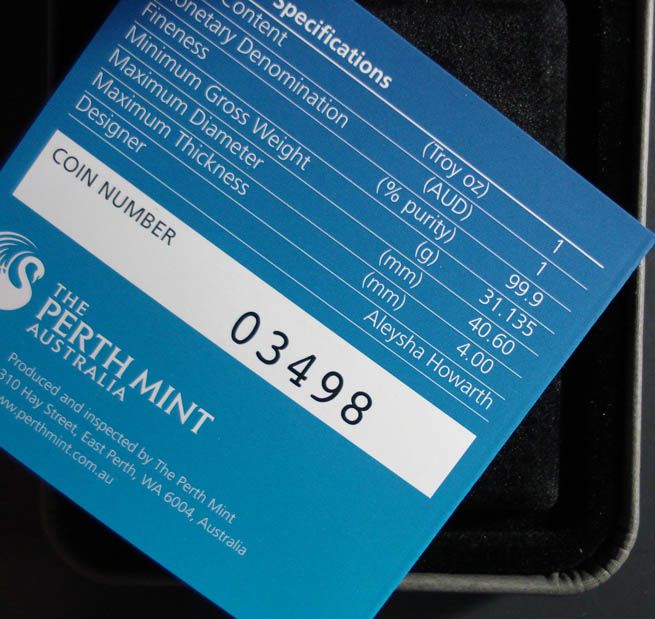 Specifications
Content (Troy oz) 1
onetary Denomination (AUD) 1
Fineness (% purity) 99.9
Minimum Gross Weight (g) 31.135
Maximum Diameter (mm) 40.60
Maximum Thickness (mm) 4.00
Designer Aleysha Howarth
COIN NUMBER
03498
THE
PERTH MINT
AUSTRALIA
Produced and inspected by The Perth Mint
310 Hay Street, East Perth, WA 6004, Australia
www.perthmint.com.au